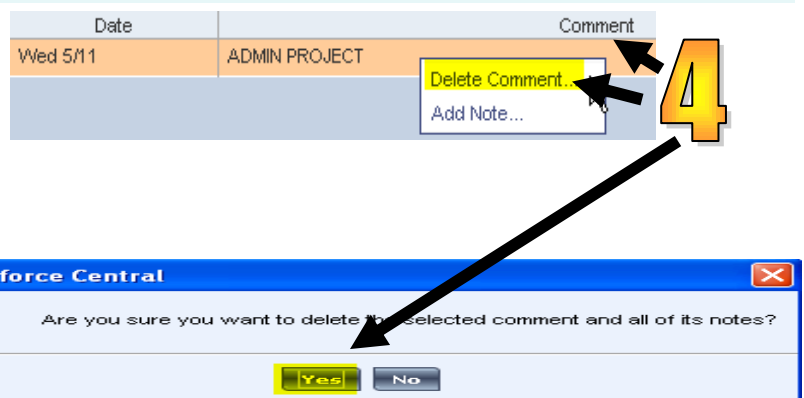 Date Comment
Wed 5/11 ADMIN PROJECT
Delete Comment...
Add Note...
4
force Central
Are you sure you want to delete the selected comment and all of its notes?
Yes No